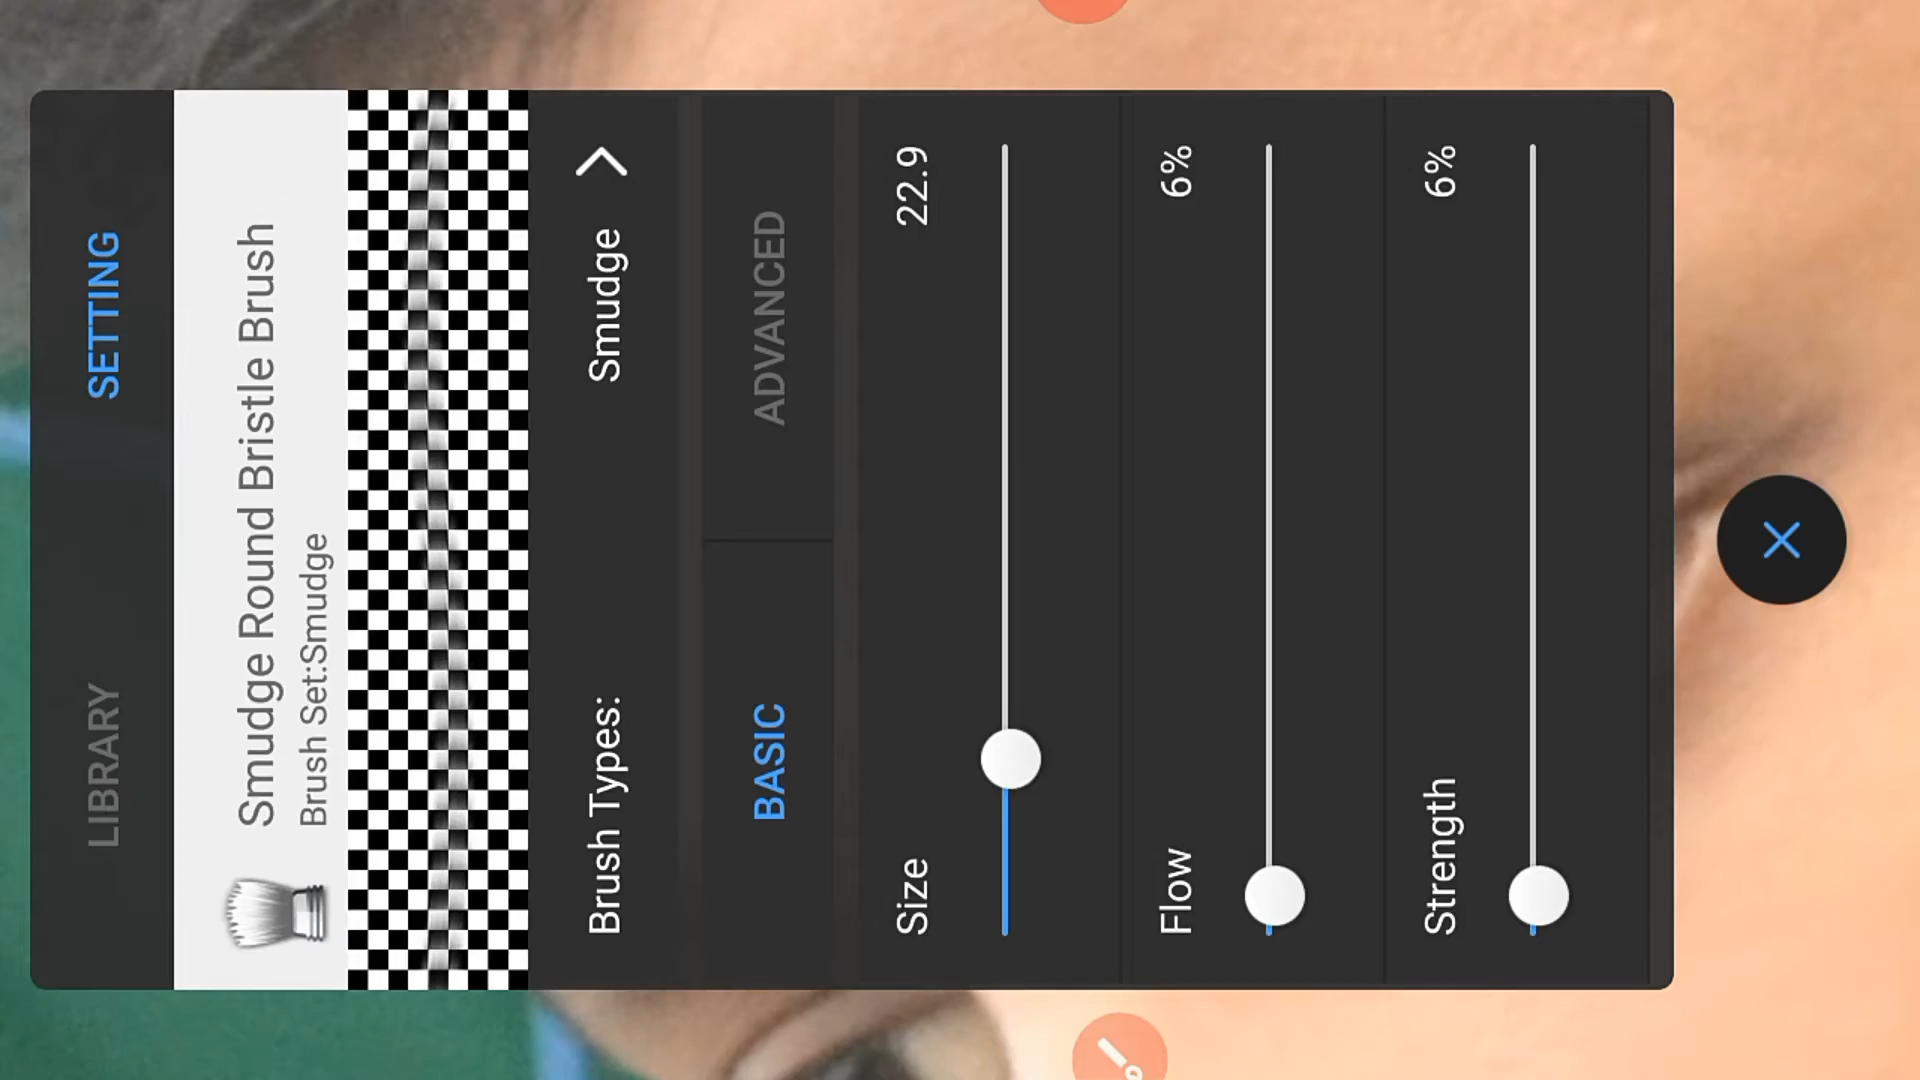 LIBRARY SETTING
Smudge Round Bristle Brush
Brush Set:Smudge
Brush Types: Smudge
BASIC ADVANCED
Size 22.9
Flow 6%
Strength 6%